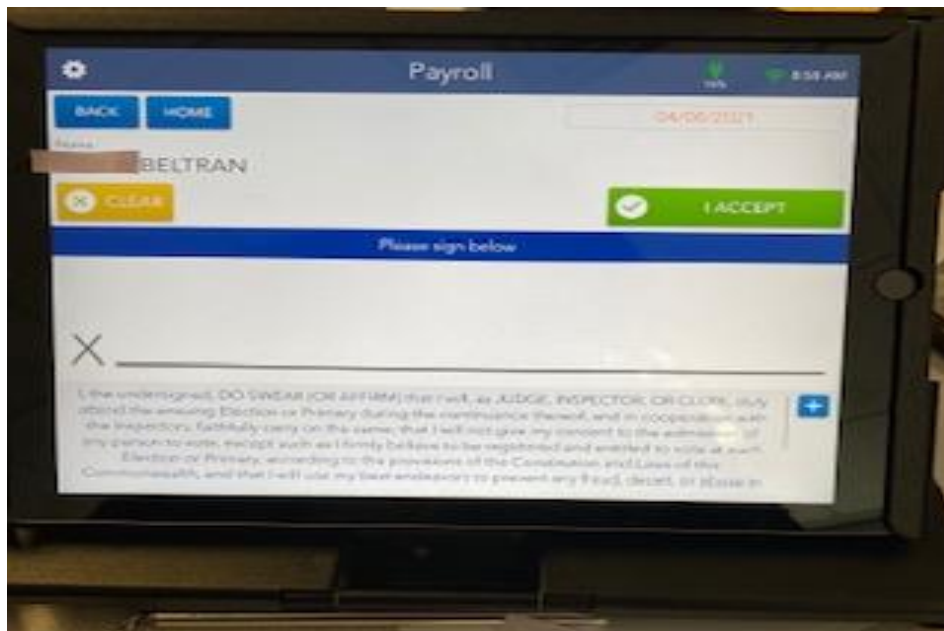 Payroll
8:58 AM
BACK HOME
04/06/2021
Name
BELTRAN
CLEAR
I ACCEPT
Please sign below
X
I, the undersigned, DO SWEAR (OR AFFIRM) that I will, as JUDGE, INSPECTOR, OR CLERK, duly
attend the ensuing Election or Primary during the continuance thereof, and in cooperation with
the Inspectors, faithfully carry on the same; that I will not give my consent to the admission of
any person to vote, except such as I firmly believe to be registered and entitled to vote at such
Election or Primary, according to the provisions of the Constitution and Laws of this
Commonwealth, and that I will use my best endeavors to prevent any fraud, deceit, or abuse in